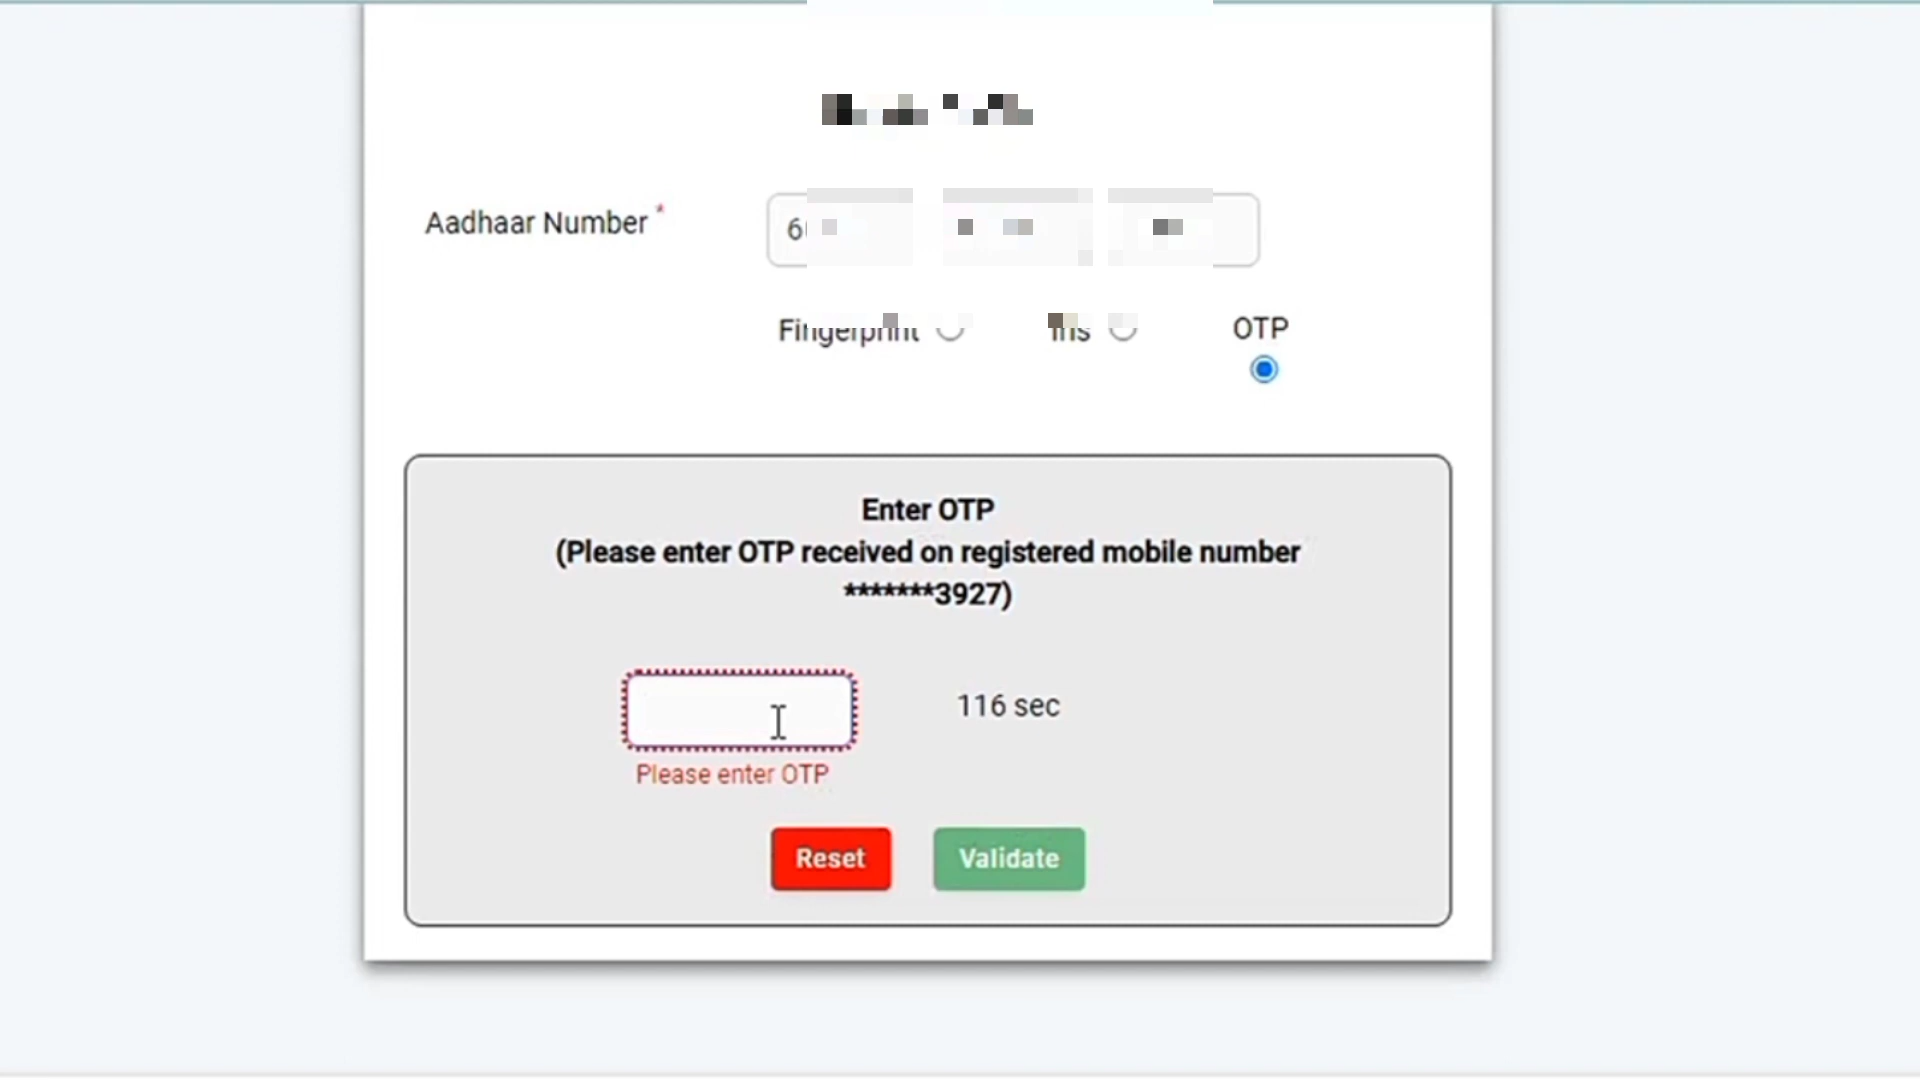 Aadhaar Number *
Fingerprint Iris OTP
Enter OTP
(Please enter OTP received on registered mobile number
*******3927)
116 sec
Please enter OTP
Reset Validate